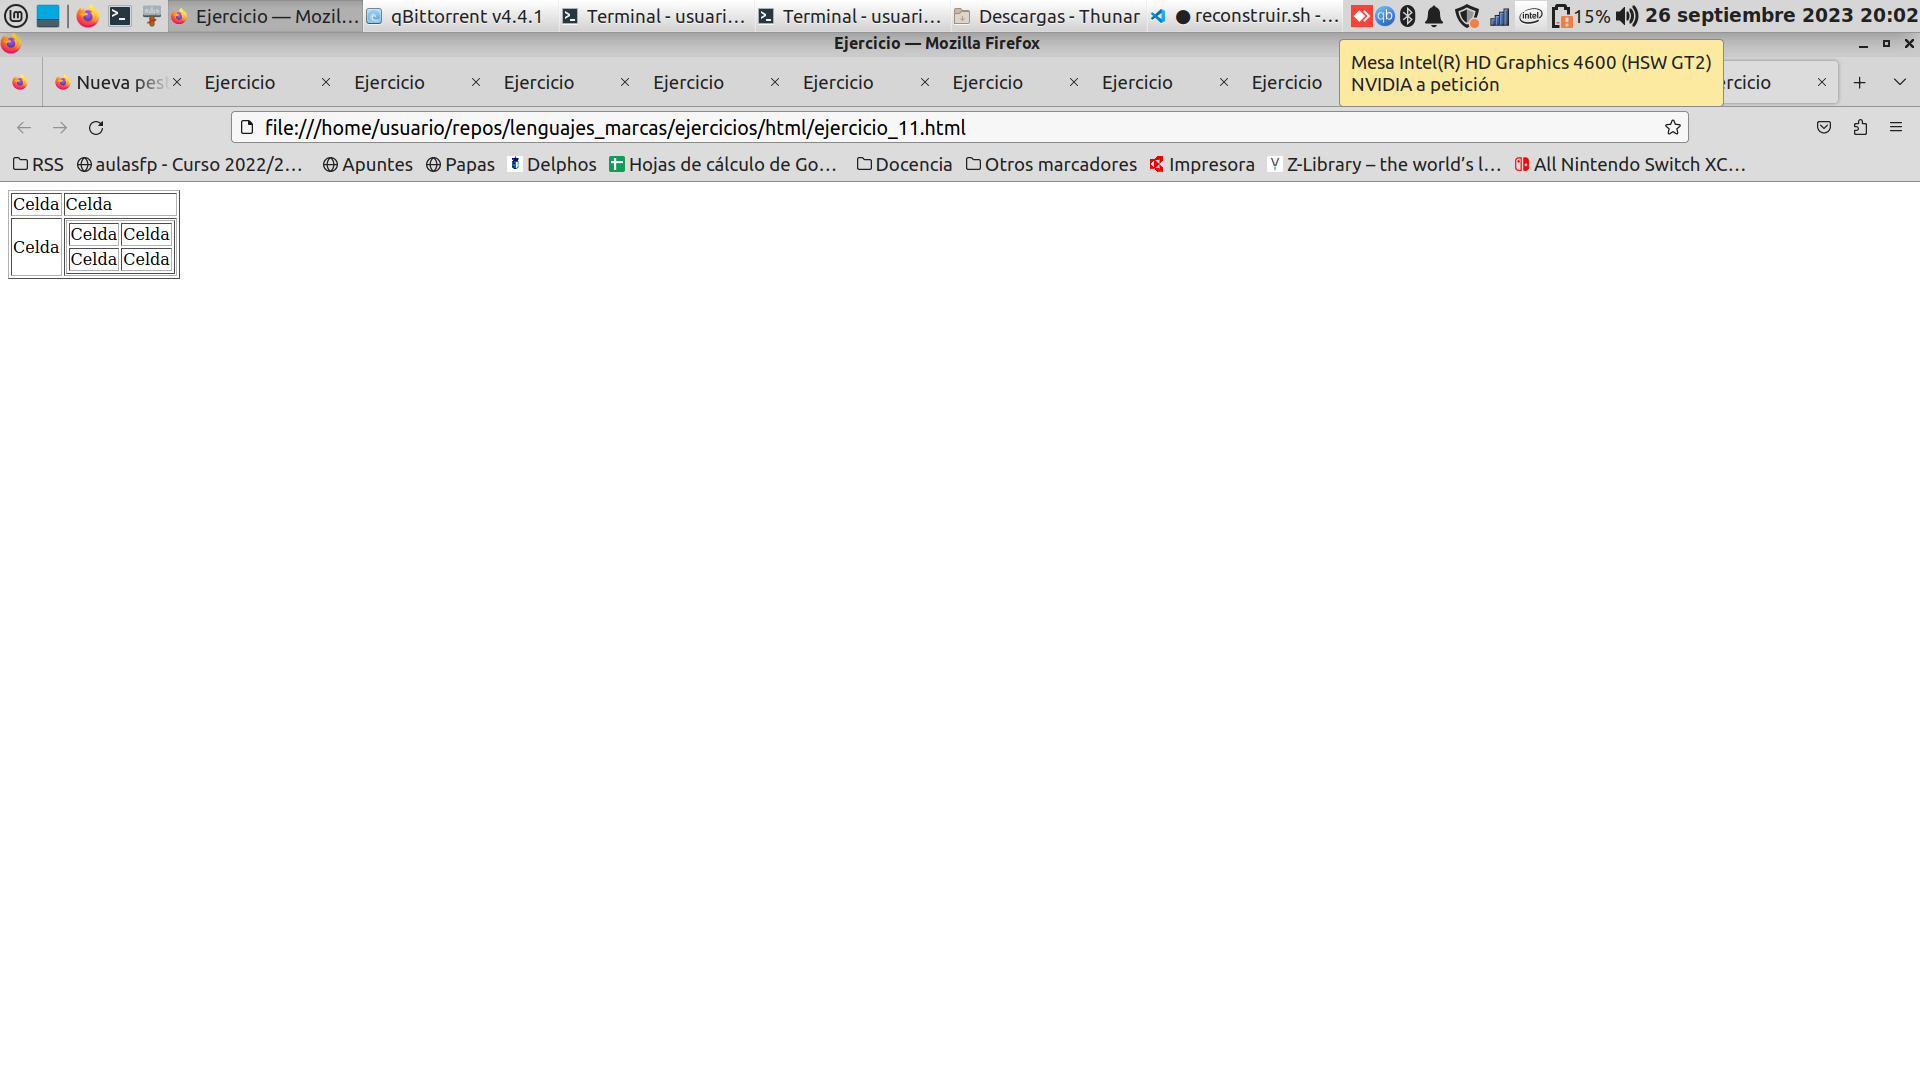 Ejercicio — Mozil… qBittorrent v4.4.1 Terminal - usuari… Terminal - usuari… Descargas - Thunar reconstruir.sh -… qb intel 15% 26 septiembre 2023 20:02
Ejercicio — Mozilla Firefox
Mesa Intel(R) HD Graphics 4600 (HSW GT2)
NVIDIA a petición
Nueva pes Ejercicio Ejercicio Ejercicio Ejercicio Ejercicio Ejercicio Ejercicio Ejercicio rcicio
file:///home/usuario/repos/lenguajes_marcas/ejercicios/html/ejercicio_11.html
RSS aulasfp - Curso 2022/2… Apuntes Papas Delphos Hojas de cálculo de Go… Docencia Otros marcadores Impresora Z-Library – the world’s l… All Nintendo Switch XC…
Celda Celda
Celda Celda Celda
Celda Celda